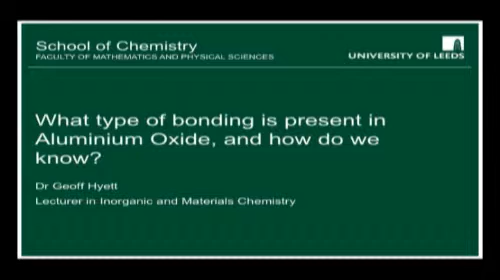 School of Chemistry
FACULTY OF MATHEMATICS AND PHYSICAL SCIENCES
UNIVERSITY OF LEEDS
What type of bonding is present in
Aluminium Oxide, and how do we
know?
Dr Geoff Hyett
Lecturer in Inorganic and Materials Chemistry